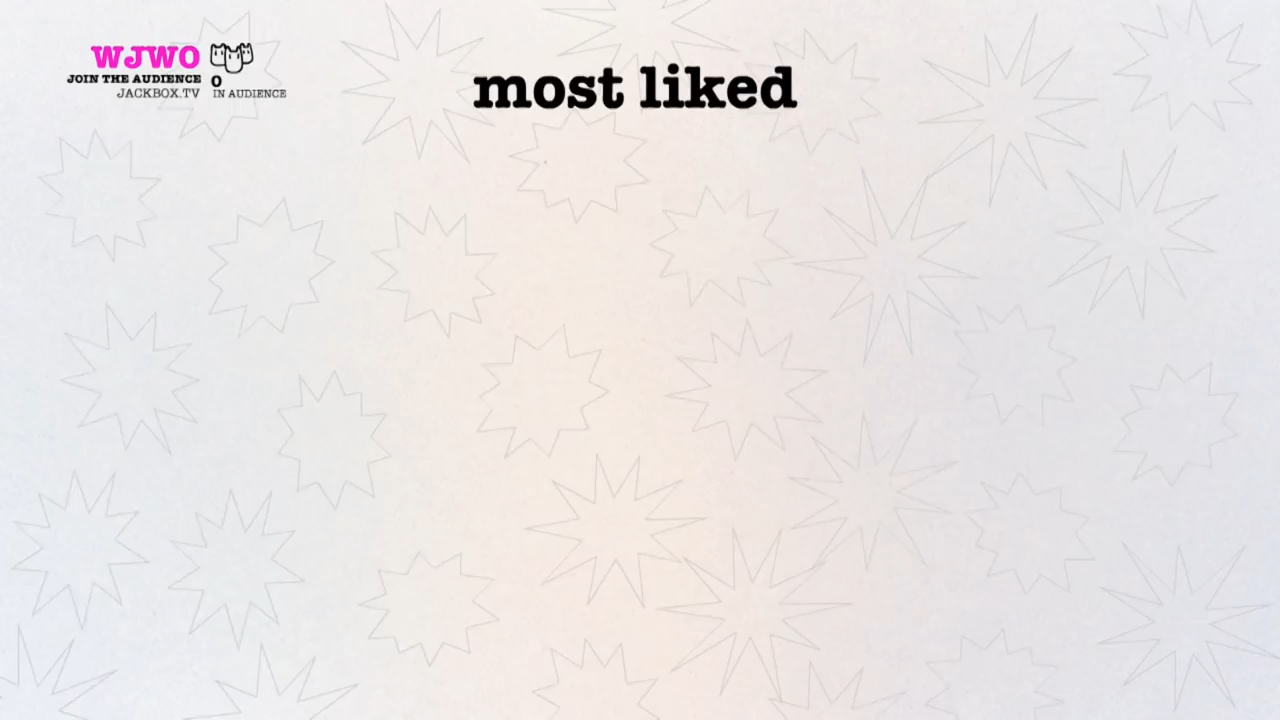 WJWO
JOIN THE AUDIENCE
JACKBOX.TV
0
IN AUDIENCE
most liked